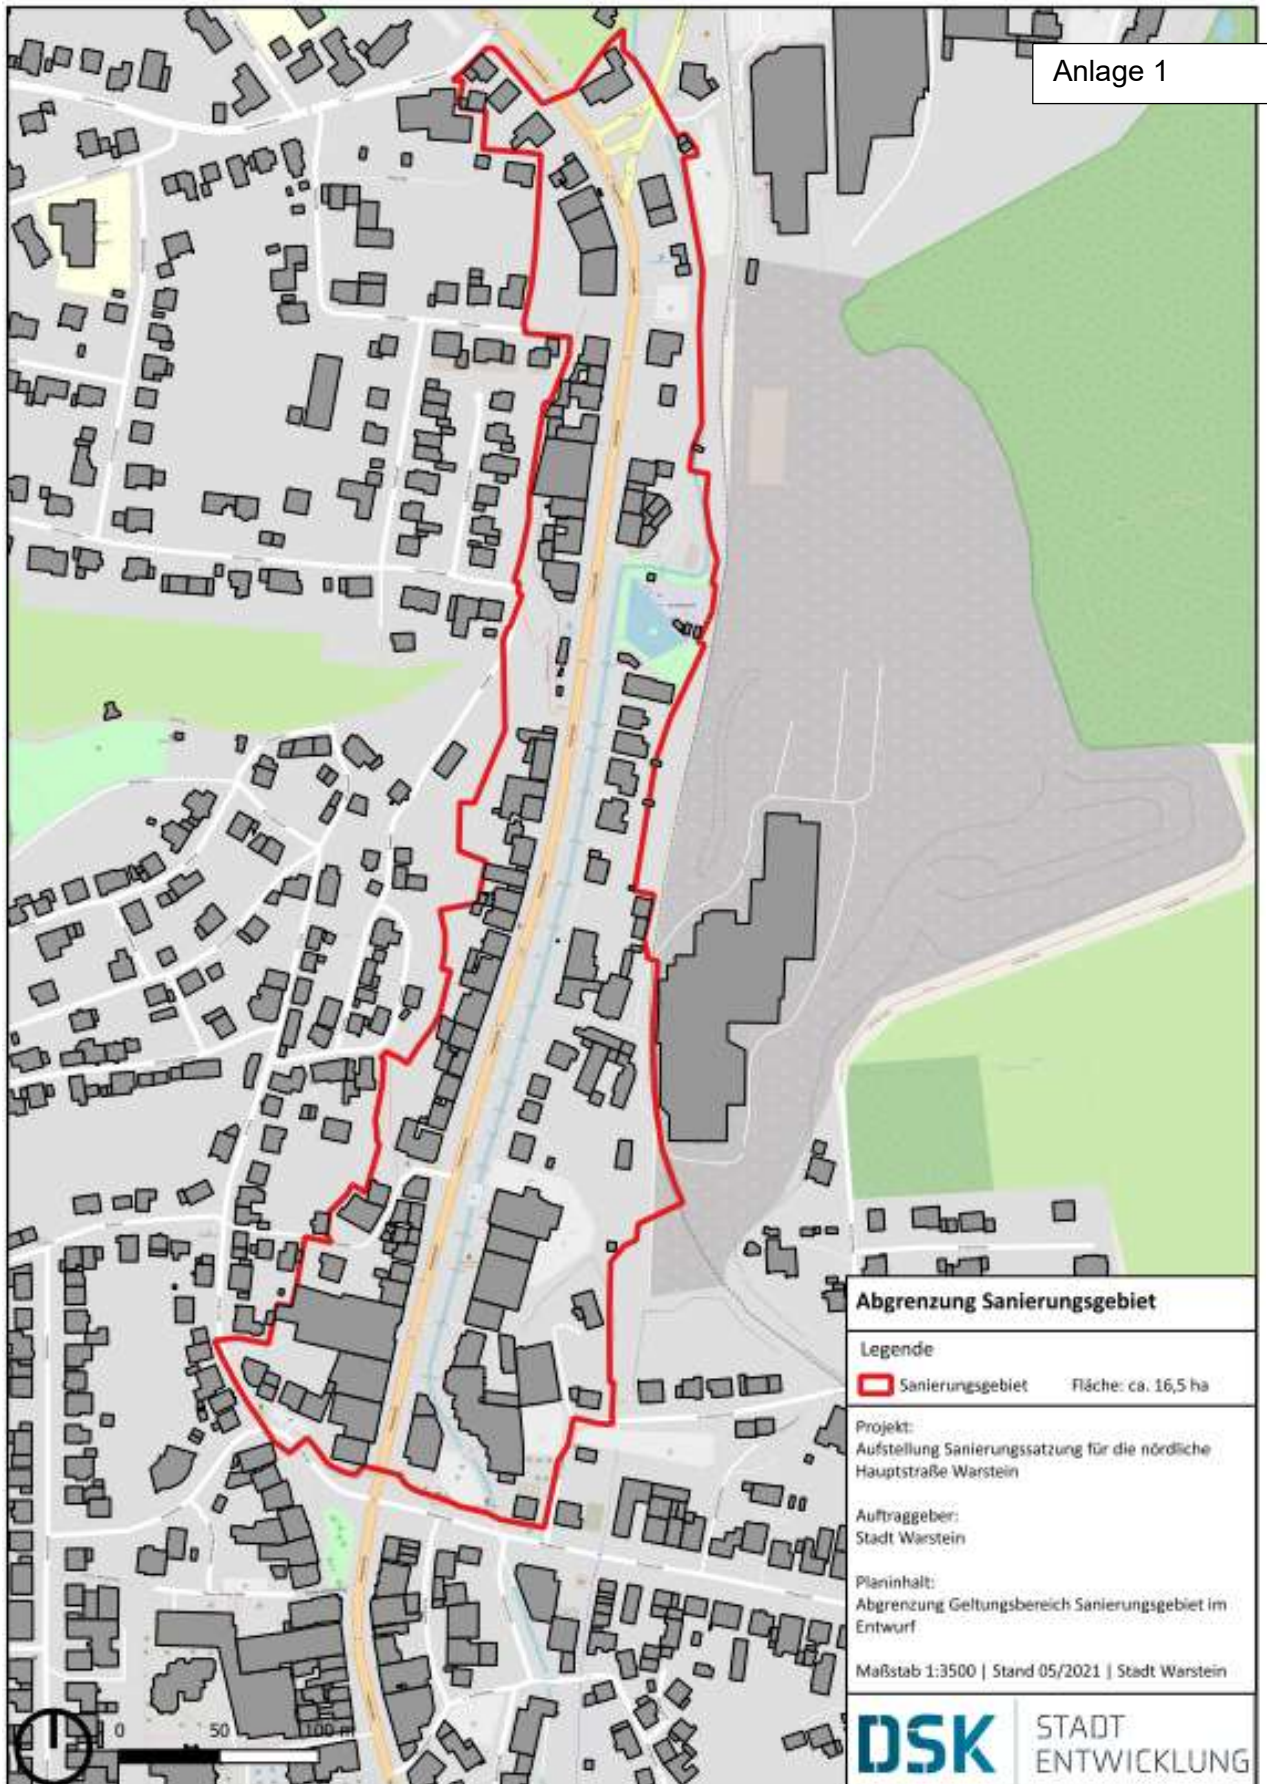 Anlage 1
Abgrenzung Sanierungsgebiet
Legende
Sanierungsgebiet Fläche: ca. 16,5 ha
Projekt:
Aufstellung Sanierungssatzung für die nördliche
Hauptstraße Warstein
Auftraggeber:
Stadt Warstein
Planinhalt:
Abgrenzung Geltungsbereich Sanierungsgebiet im
Entwurf
Maßstab 1:3500 | Stand 05/2021 | Stadt Warstein
0 50 100 m
DSK STADT
ENTWICKLUNG